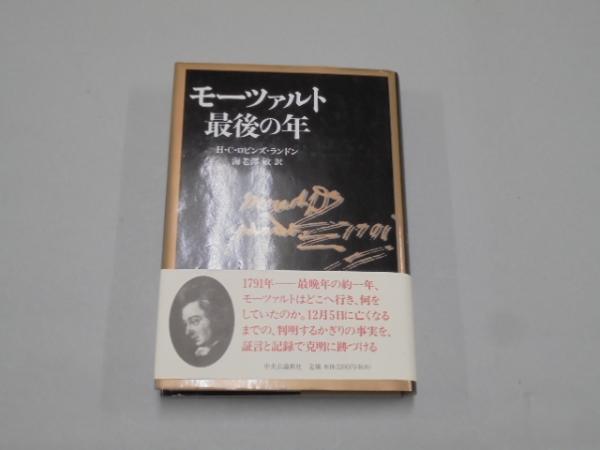 モーツァルト
最後の年
H・C・ロビンズ・ランドン
海老澤 敏 訳
1791
1791年――最晩年の約一年、
モーツァルトはどこへ行き、何を
していたのか。12月5日に亡くなる
までの、判明するかぎりの事実を、
証言と記録で克明に跡づける
中央公論新社 定価